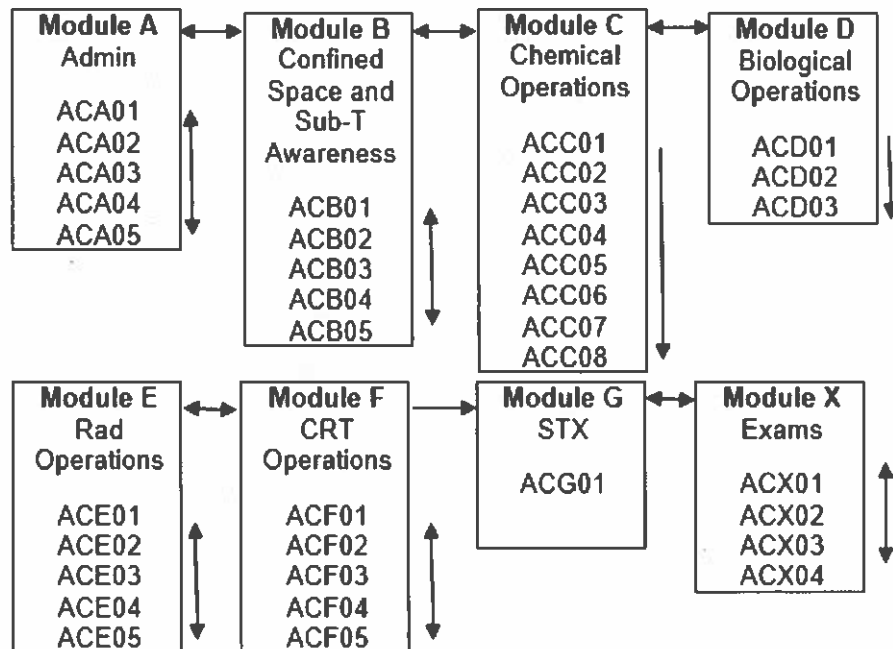 Module A
Admin
ACA01
ACA02
ACA03
ACA04
ACA05
Module B
Confined
Space and
Sub-T
Awareness
ACB01
ACB02
ACB03
ACB04
ACB05
Module C
Chemical
Operations
ACC01
ACC02
ACC03
ACC04
ACC05
ACC06
ACC07
ACC08
Module D
Biological
Operations
ACD01
ACD02
ACD03
Module E
Rad
Operations
ACE01
ACE02
ACE03
ACE04
ACE05
Module F
CRT
Operations
ACF01
ACF02
ACF03
ACF04
ACF05
Module G
STX
ACG01
Module X
Exams
ACX01
ACX02
ACX03
ACX04